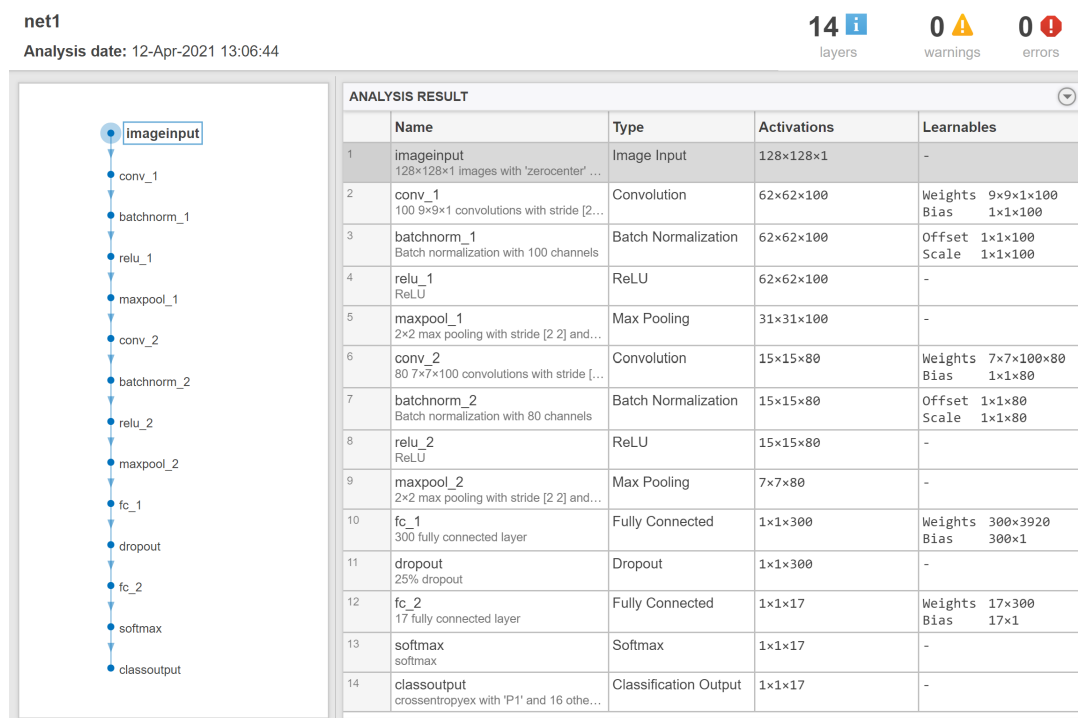 net1
Analysis date: 12-Apr-2021 13:06:44
14 i
layers
0
warnings
0
errors
imageinput
conv_1
batchnorm_1
relu_1
maxpool_1
conv_2
batchnorm_2
relu_2
maxpool_2
fc_1
dropout
fc_2
softmax
classoutput
ANALYSIS RESULT
Name Type Activations Learnables
1 imageinput Image Input 128×128×1 -
128×128×1 images with 'zerocenter' ...
2 conv_1 Convolution 62×62×100 Weights 9×9×1×100
100 9×9×1 convolutions with stride [2... Bias 1×1×100
3 batchnorm_1 Batch Normalization 62×62×100 Offset 1×1×100
Batch normalization with 100 channels Scale 1×1×100
4 relu_1 ReLU 62×62×100 -
ReLU
5 maxpool_1 Max Pooling 31×31×100 -
2×2 max pooling with stride [2 2] and...
6 conv_2 Convolution 15×15×80 Weights 7×7×100×80
80 7×7×100 convolutions with stride [... Bias 1×1×80
7 batchnorm_2 Batch Normalization 15×15×80 Offset 1×1×80
Batch normalization with 80 channels Scale 1×1×80
8 relu_2 ReLU 15×15×80 -
ReLU
9 maxpool_2 Max Pooling 7×7×80 -
2×2 max pooling with stride [2 2] and...
10 fc_1 Fully Connected 1×1×300 Weights 300×3920
300 fully connected layer Bias 300×1
11 dropout Dropout 1×1×300 -
25% dropout
12 fc_2 Fully Connected 1×1×17 Weights 17×300
17 fully connected layer Bias 17×1
13 softmax Softmax 1×1×17 -
softmax
14 classoutput Classification Output 1×1×17 -
crossentropyex with 'P1' and 16 othe...